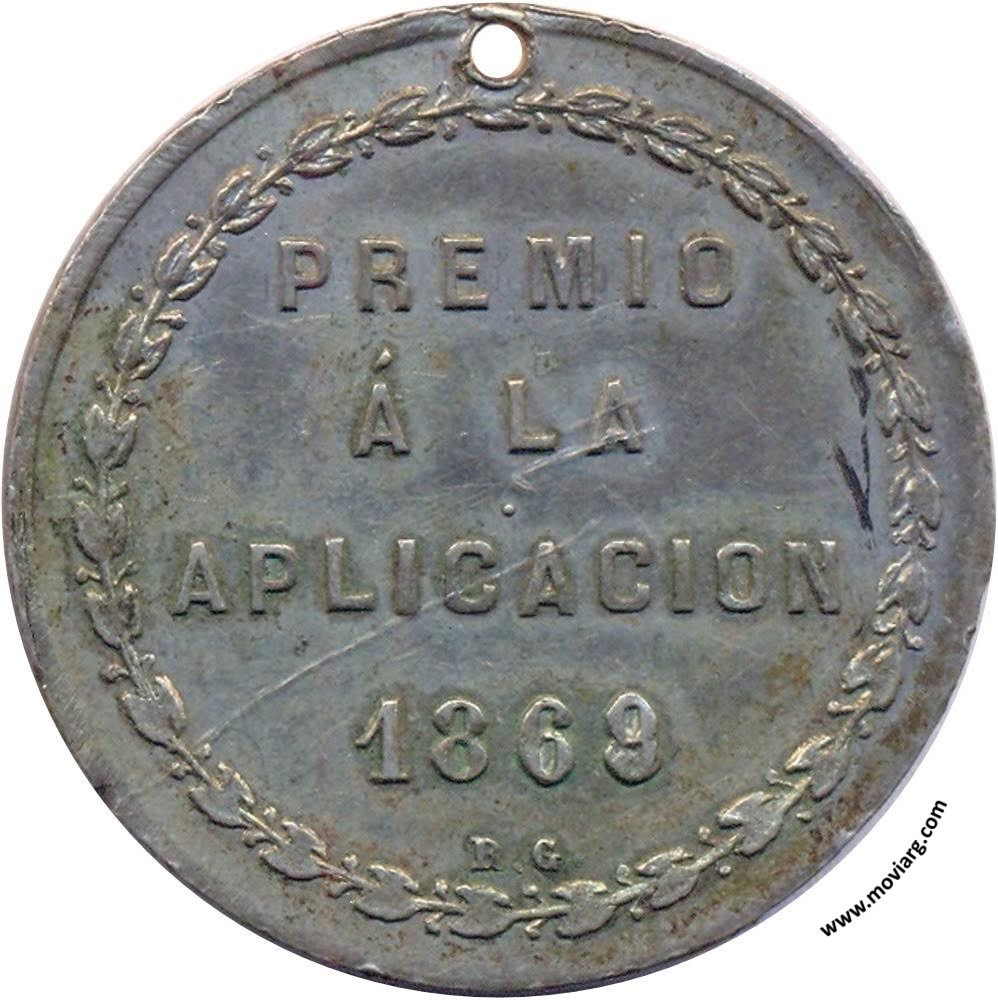 PREMIO
Á LA
APLICACION
1869
R. G.
www.moviarg.com